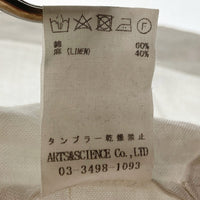 綿 60%
麻 (LINEN) 40%
タンブラー乾燥禁止
ARTS&SCIENCE Co.,LTD
03-3498-1093